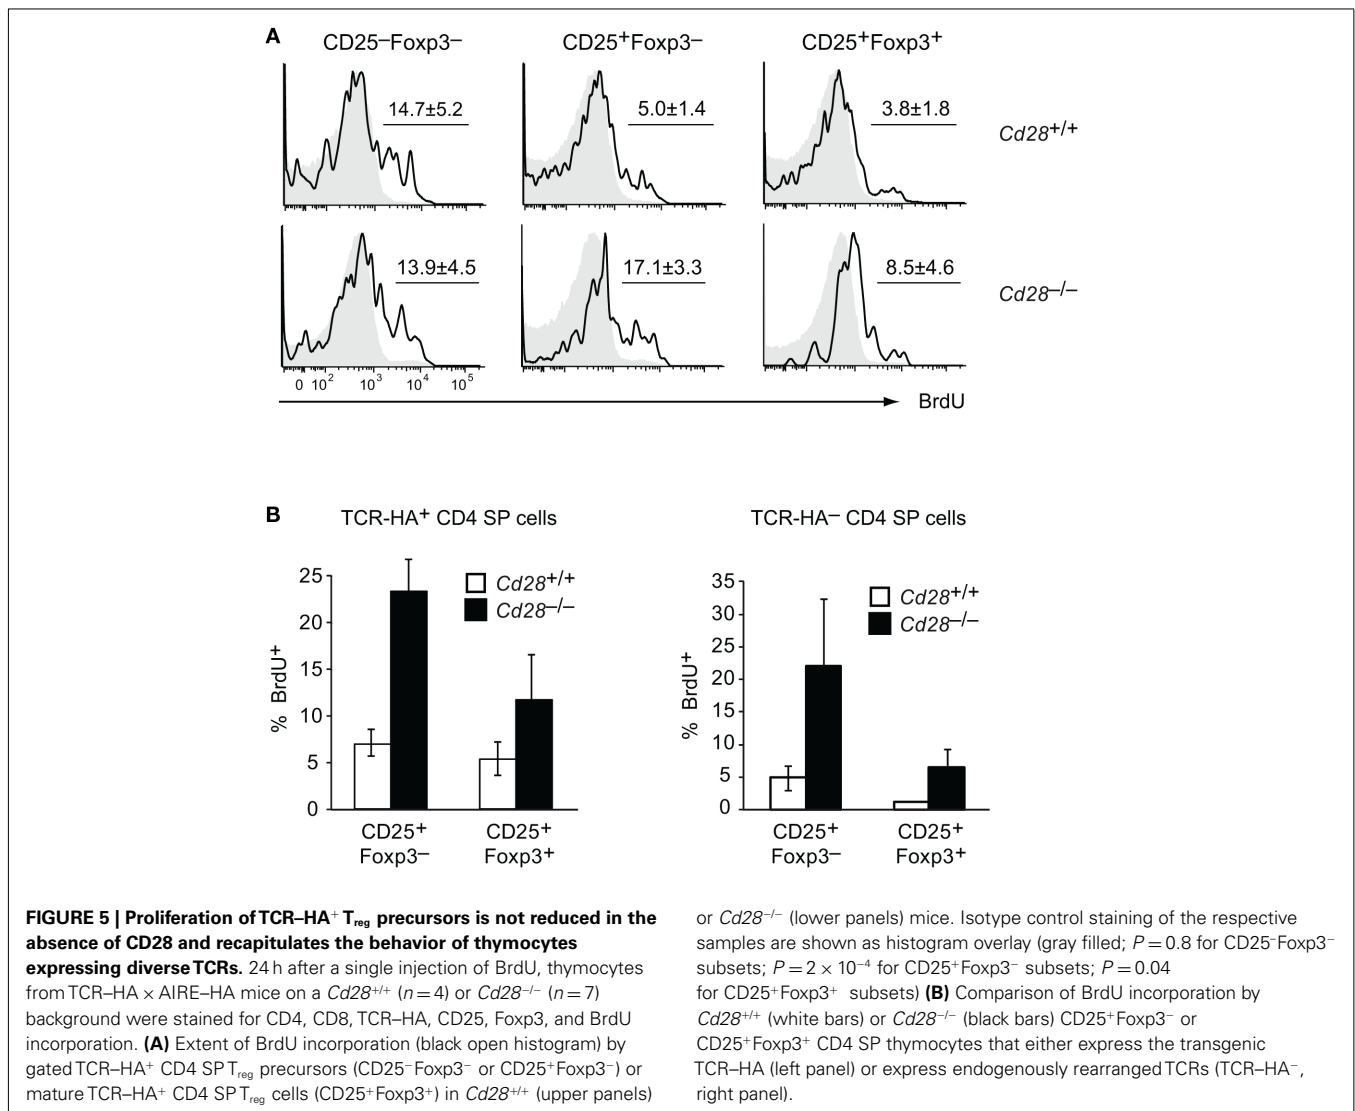 A
CD25–Foxp3– CD25+Foxp3– CD25+Foxp3+
14.7±5.2 5.0±1.4 3.8±1.8 Cd28+/+
13.9±4.5 17.1±3.3 8.5±4.6 Cd28–/–
0 10² 10³ 10⁴ 10⁵
BrdU
B
TCR-HA+ CD4 SP cells
25
20
15
10
5
0
% BrdU+
Cd28+/+
Cd28–/–
CD25+ CD25+
Foxp3– Foxp3+
TCR-HA– CD4 SP cells
35
30
25
20
15
10
5
0
% BrdU+
Cd28+/+
Cd28–/–
CD25+ CD25+
Foxp3– Foxp3+
FIGURE 5 | Proliferation of TCR–HA⁺ Treg precursors is not reduced in the
absence of CD28 and recapitulates the behavior of thymocytes
expressing diverse TCRs. 24 h after a single injection of BrdU, thymocytes
from TCR–HA × AIRE–HA mice on a Cd28⁺/⁺ (n = 4) or Cd28⁻/⁻ (n = 7)
background were stained for CD4, CD8, TCR–HA, CD25, Foxp3, and BrdU
incorporation. (A) Extent of BrdU incorporation (black open histogram) by
gated TCR–HA⁺ CD4 SP Treg precursors (CD25⁻Foxp3⁻ or CD25⁺Foxp3⁻) or
mature TCR–HA⁺ CD4 SP Treg cells (CD25⁺Foxp3⁺) in Cd28⁺/⁺ (upper panels)
or Cd28⁻/⁻ (lower panels) mice. Isotype control staining of the respective
samples are shown as histogram overlay (gray filled; P = 0.8 for CD25⁻Foxp3⁻
subsets; P = 2 × 10⁻⁴ for CD25⁺Foxp3⁻ subsets; P = 0.04
for CD25⁺Foxp3⁺ subsets) (B) Comparison of BrdU incorporation by
Cd28⁺/⁺ (white bars) or Cd28⁻/⁻ (black bars) CD25⁺Foxp3⁻ or
CD25⁺Foxp3⁺ CD4 SP thymocytes that either express the transgenic
TCR–HA (left panel) or express endogenously rearranged TCRs (TCR–HA⁻,
right panel).